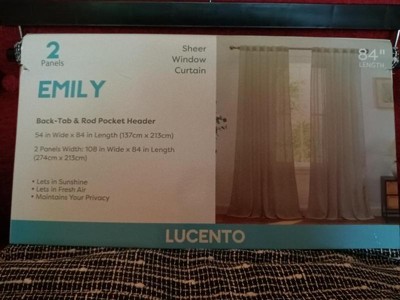 2
Panels
Sheer
Window
Curtain
84"
LENGTH
EMILY
Back-Tab & Rod Pocket Header
54 in Wide x 84 in Length (137cm x 213cm)
2 Panels Width: 108 in Wide x 84 in Length
(274cm x 213cm)
• Lets in Sunshine
• Lets in Fresh Air
• Maintains Your Privacy
LUCENTO